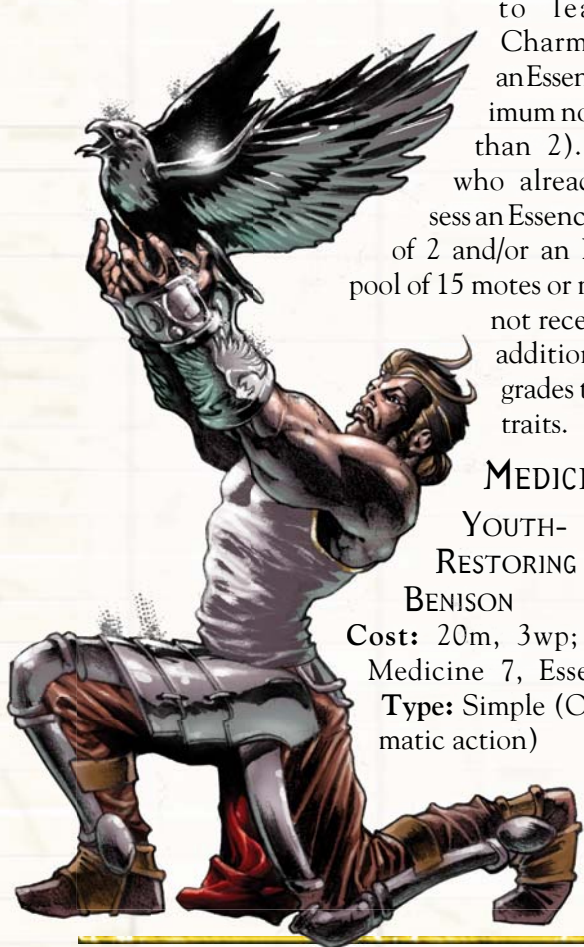 to lea
Charm
an Essen
imum no
than 2).
who alread
sess an Essenc
of 2 and/or an
pool of 15 motes or
not rece
addition
grades t
traits.
MEDICI
YOUTH-
RESTORING
BENISON
Cost: 20m, 3wp;
Medicine 7, Esse
Type: Simple (O
matic action)